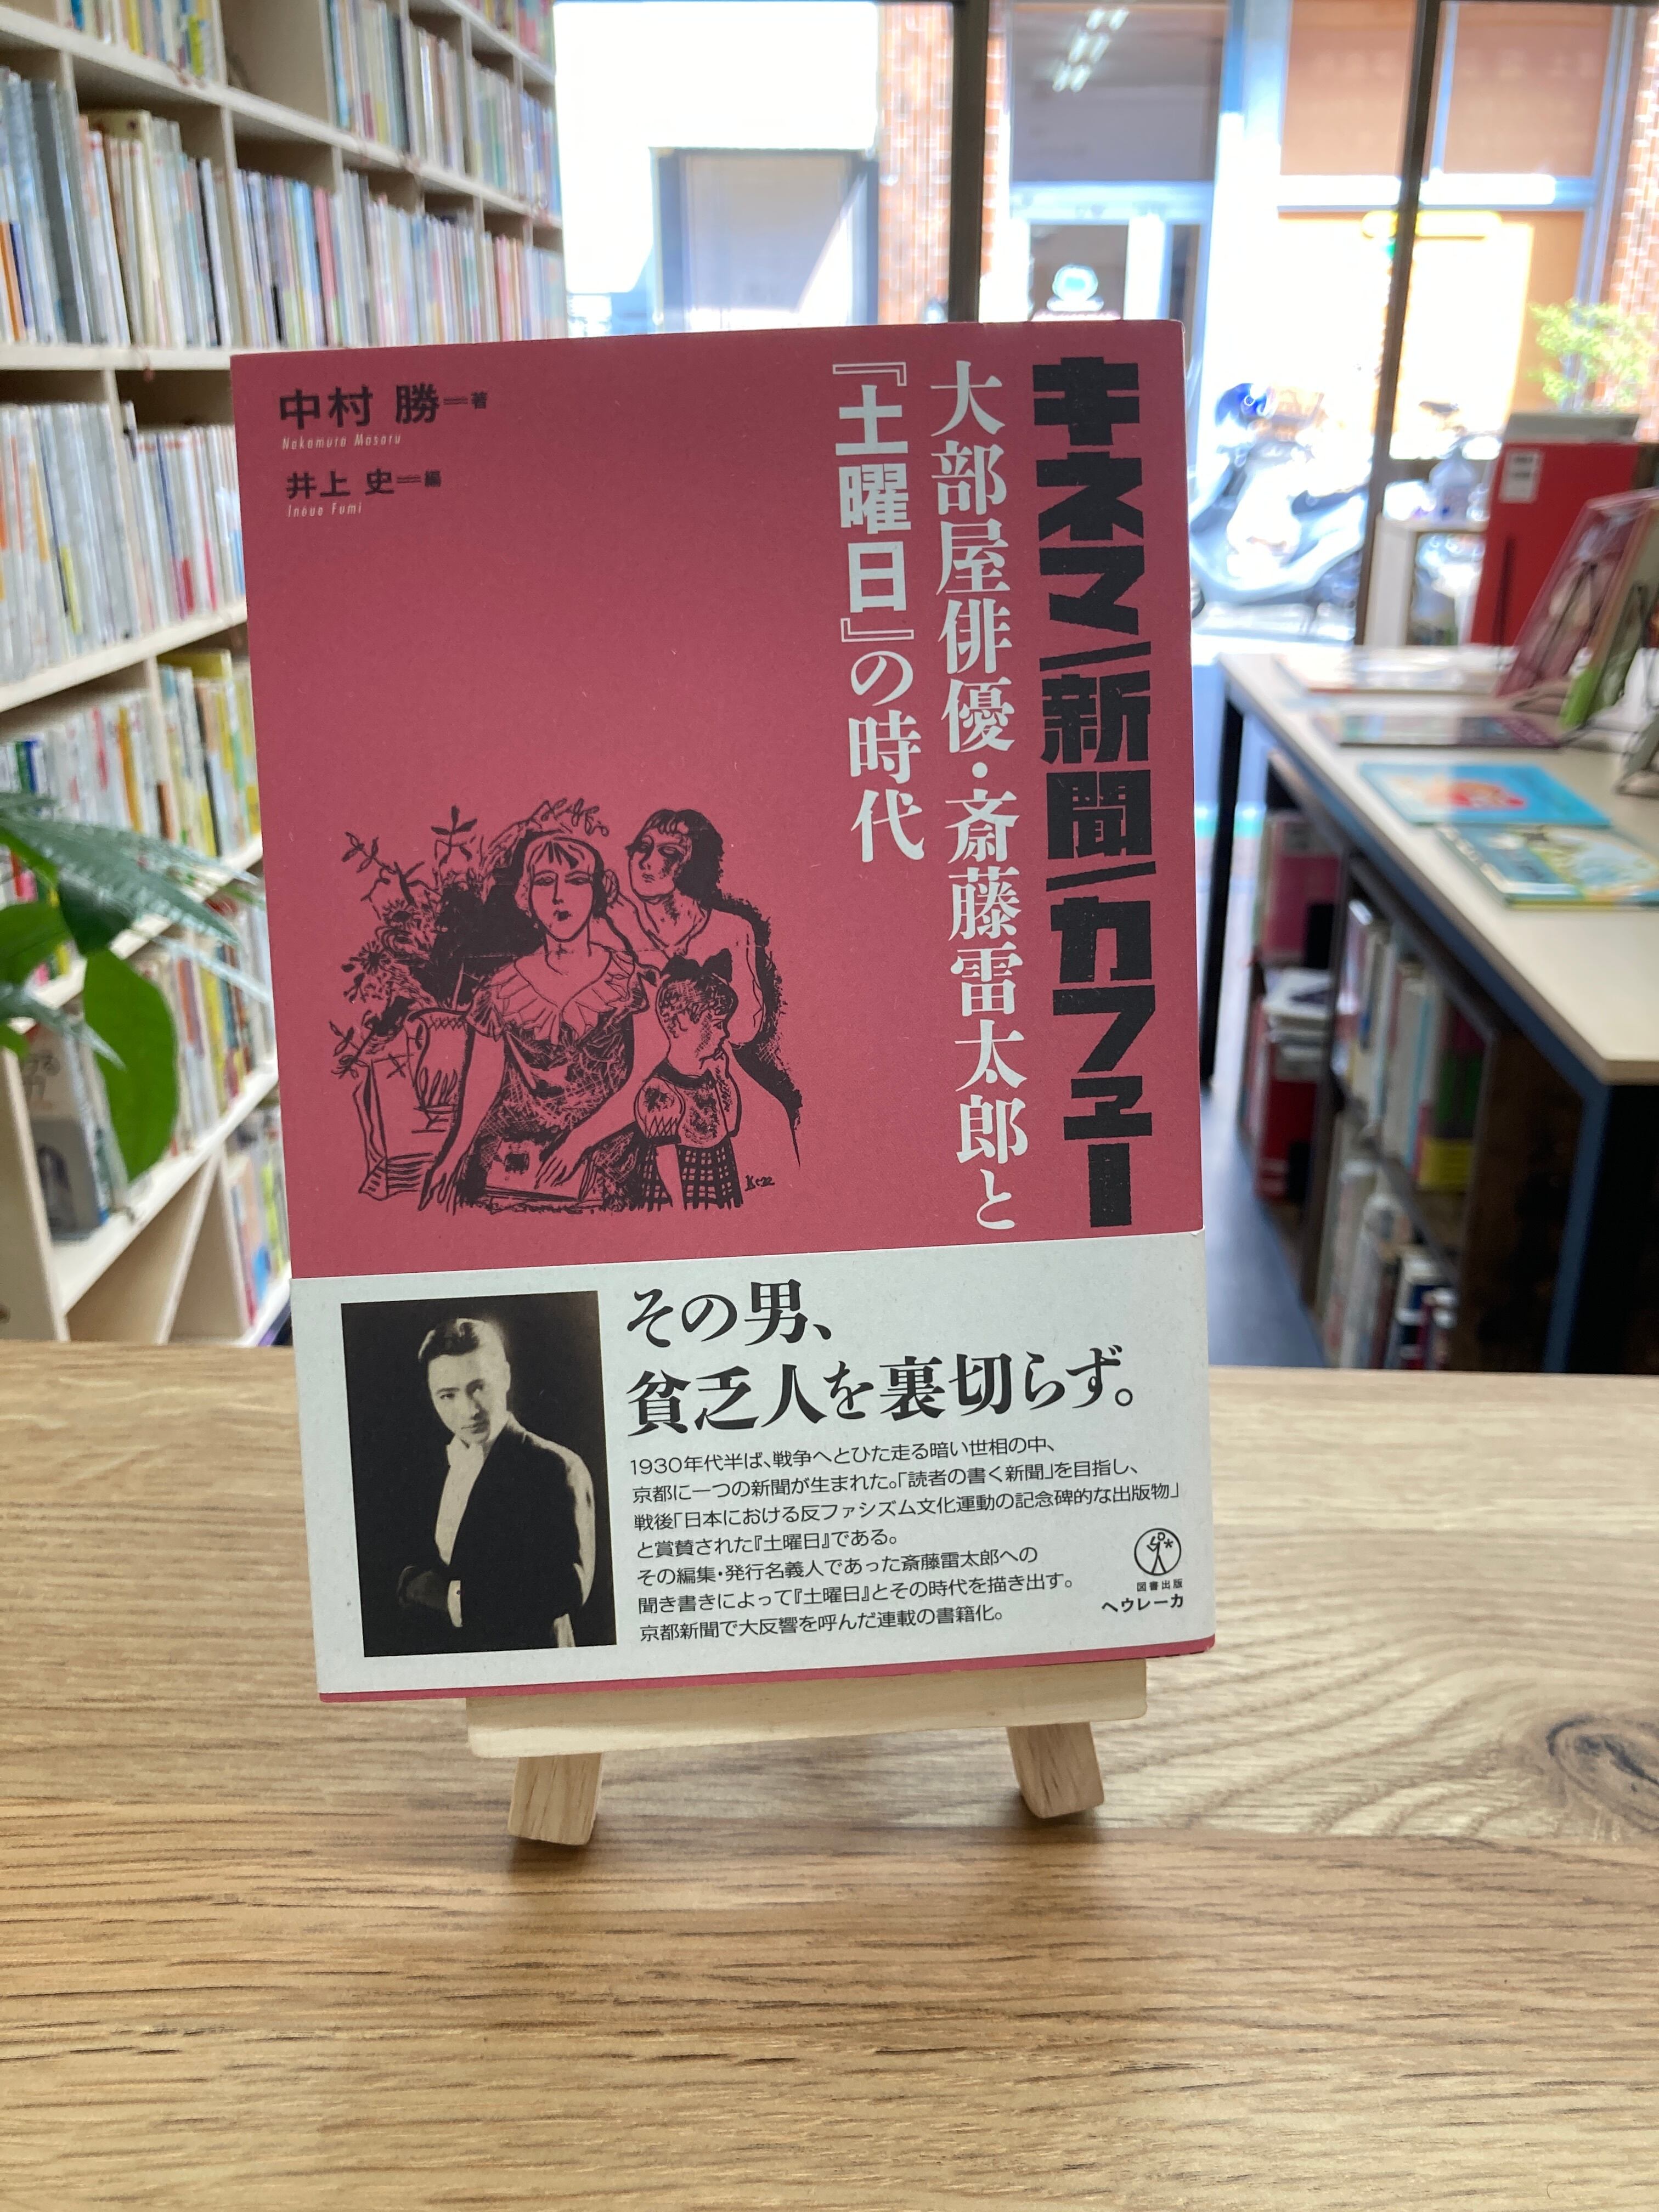 キネマ/新聞/カフェー
大部屋俳優・斎藤雷太郎と
『土曜日』の時代
中村 勝=著
Nakamura Masaru
井上 史=編
Inoue Fumi
その男、
貧乏人を裏切らず。
1930年代半ば、戦争へとひた走る暗い世相の中、
京都に一つの新聞が生まれた。「読者の書く新聞」を目指し、
戦後「日本における反ファシズム文化運動の記念碑的な出版物」
と賞賛された『土曜日』である。
その編集・発行名義人であった斎藤雷太郎への
聞き書きによって『土曜日』とその時代を描き出す。
京都新聞で大反響を呼んだ連載の書籍化。
図書出版
ヘウレーカ